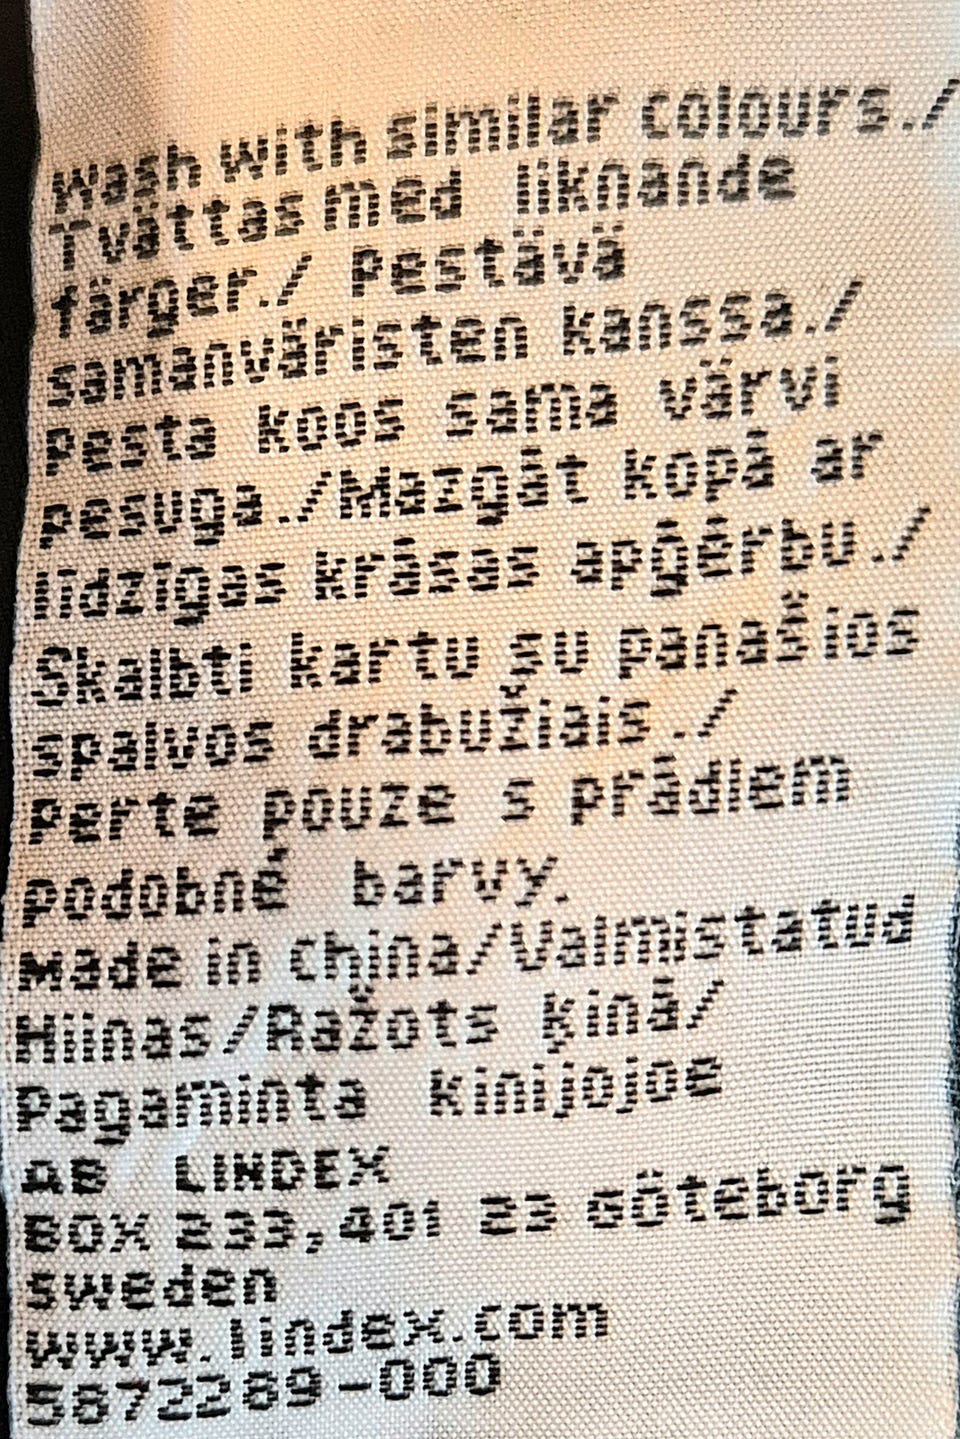 Wash with similar colours./
Tvättas med liknande
färger./ Pestävä
samanväristen kanssa./
Pesta koos sama värvi
pesuga./Mazgāt kopā ar
līdzīgas krāsas apģērbu./
Skalbti kartu su panašios
spalvos drabužiais./
Perte pouze s prádlem
podobné barvy.
Made in China/Valmistatud
Hiinas/Ražots Ķīnā/
Pagaminta kinijoje
AB LINDEX
BOX 233,401 23 Göteborg
Sweden
www.lindex.com
5872289-000